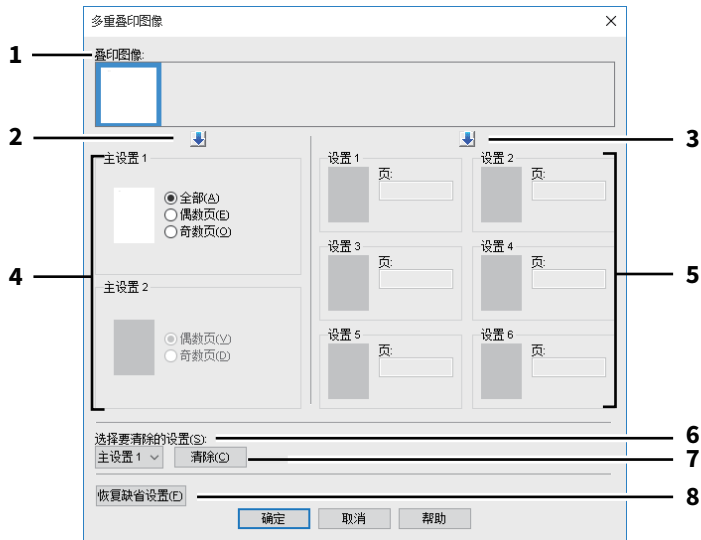 多重叠印图像
1
叠印图像:
2
3
主设置 1
全部(A)
偶数页(E)
奇数页(O)
4
主设置 2
偶数页(V)
奇数页(D)
设置 1
页:
设置 2
页:
设置 3
页:
设置 4
页:
5
设置 5
页:
设置 6
页:
选择要清除的设置(S):
6
主设置 1
清除(C)
7
恢复缺省设置(F)
8
确定
取消
帮助